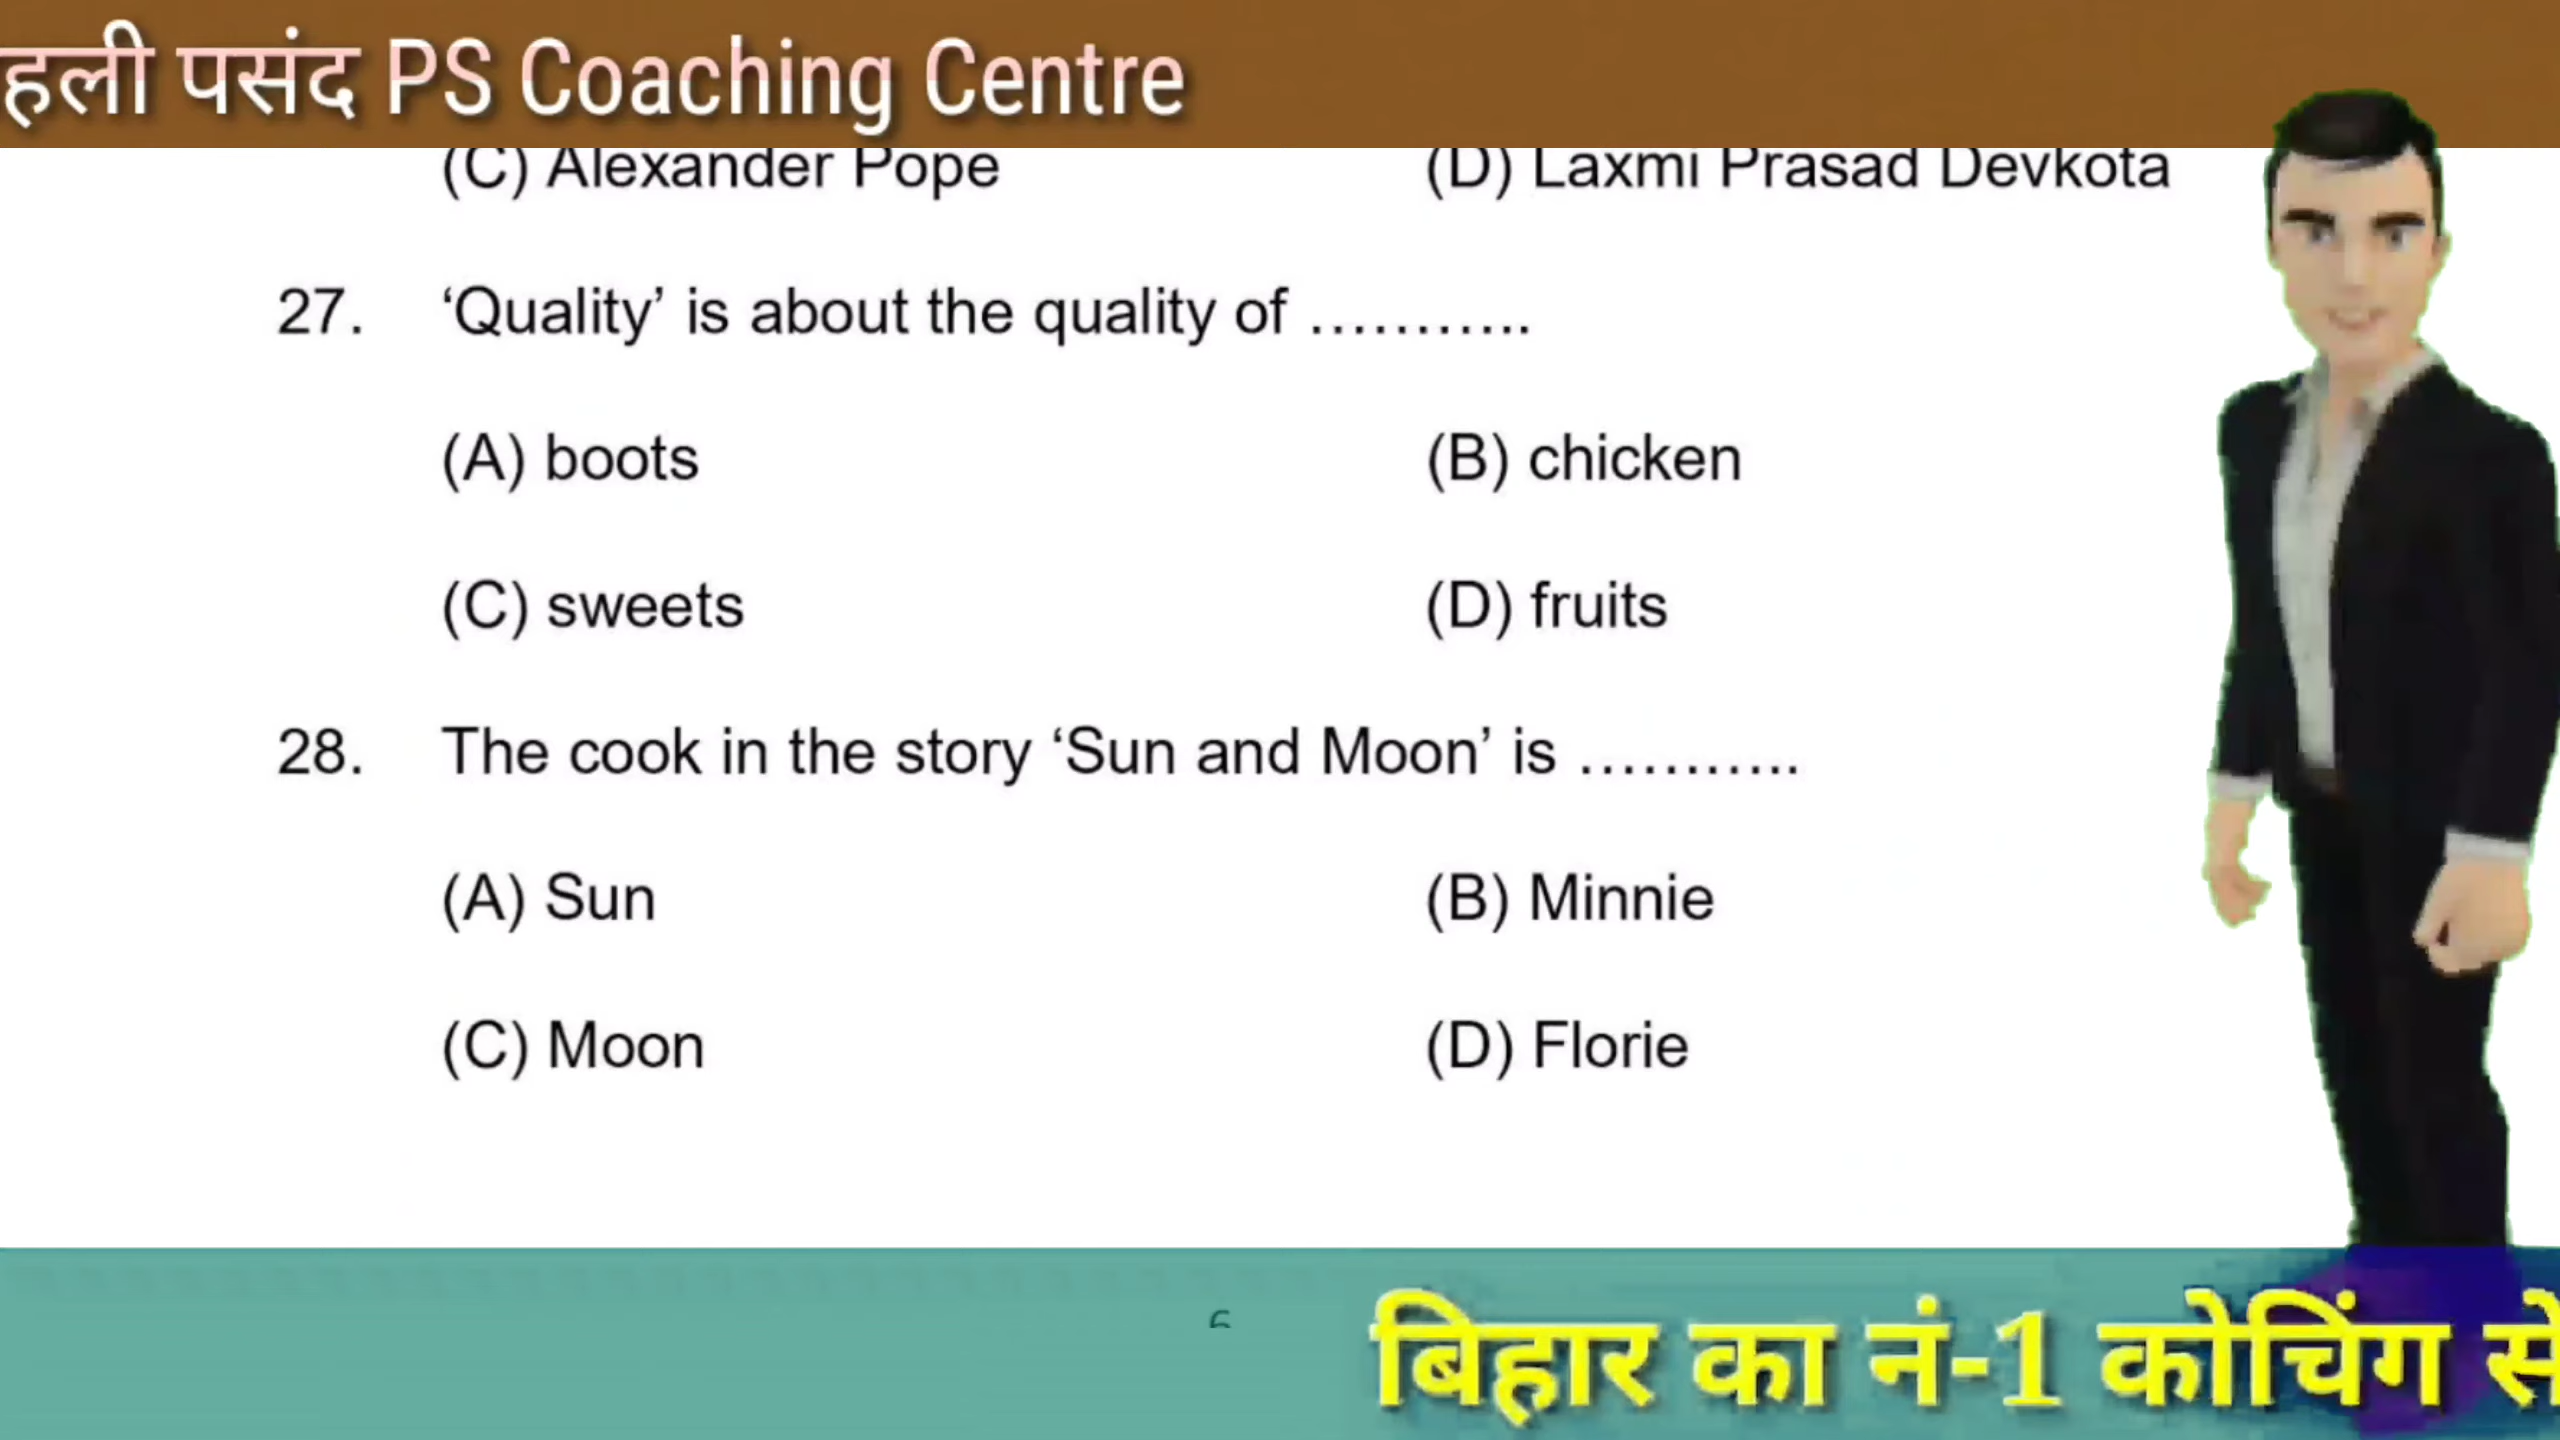 हली पसंद PS Coaching Centre
(C) Alexander Pope (D) Laxmi Prasad Devkota
27. ‘Quality’ is about the quality of ...........
(A) boots (B) chicken
(C) sweets (D) fruits
28. The cook in the story ‘Sun and Moon’ is ...........
(A) Sun (B) Minnie
(C) Moon (D) Florie
6
बिहार का नं-1 कोचिंग से